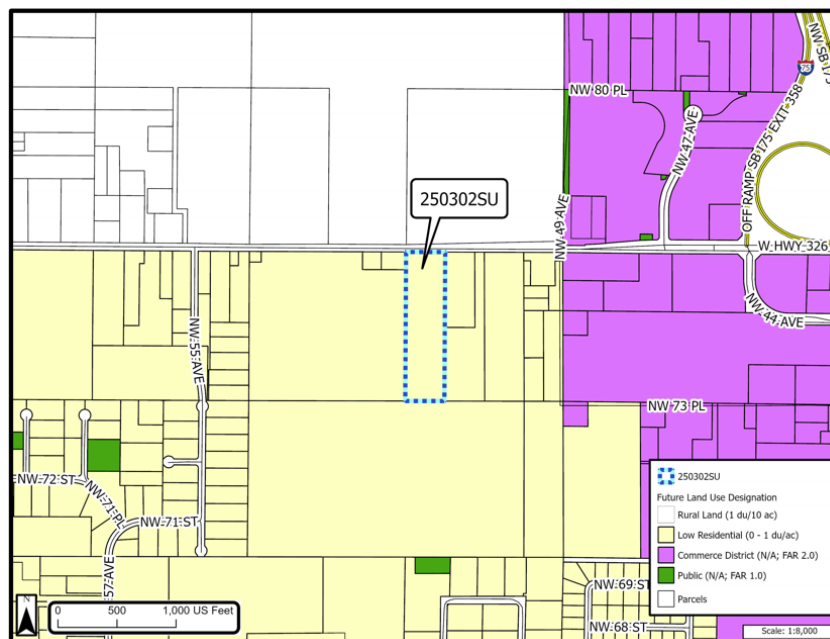 NW 80 PL
NW 47 AVE
OFF RAMP SB I75 EXIT 358
NW SB I75
75
250302SU
NW 49 AVE
W HWY 326
NW 44 AVE
NW 55 AVE
NW 73 PL
NW 72 ST
NW 71 PL
NW 71 ST
57 AVE
NW 69 ST
NW 68 ST
250302SU
Future Land Use Designation
Rural Land (1 du/10 ac)
Low Residential (0 - 1 du/ac)
Commerce District (N/A; FAR 2.0)
Public (N/A; FAR 1.0)
Parcels
N
0 500 1,000 US Feet
Scale: 1:8,000